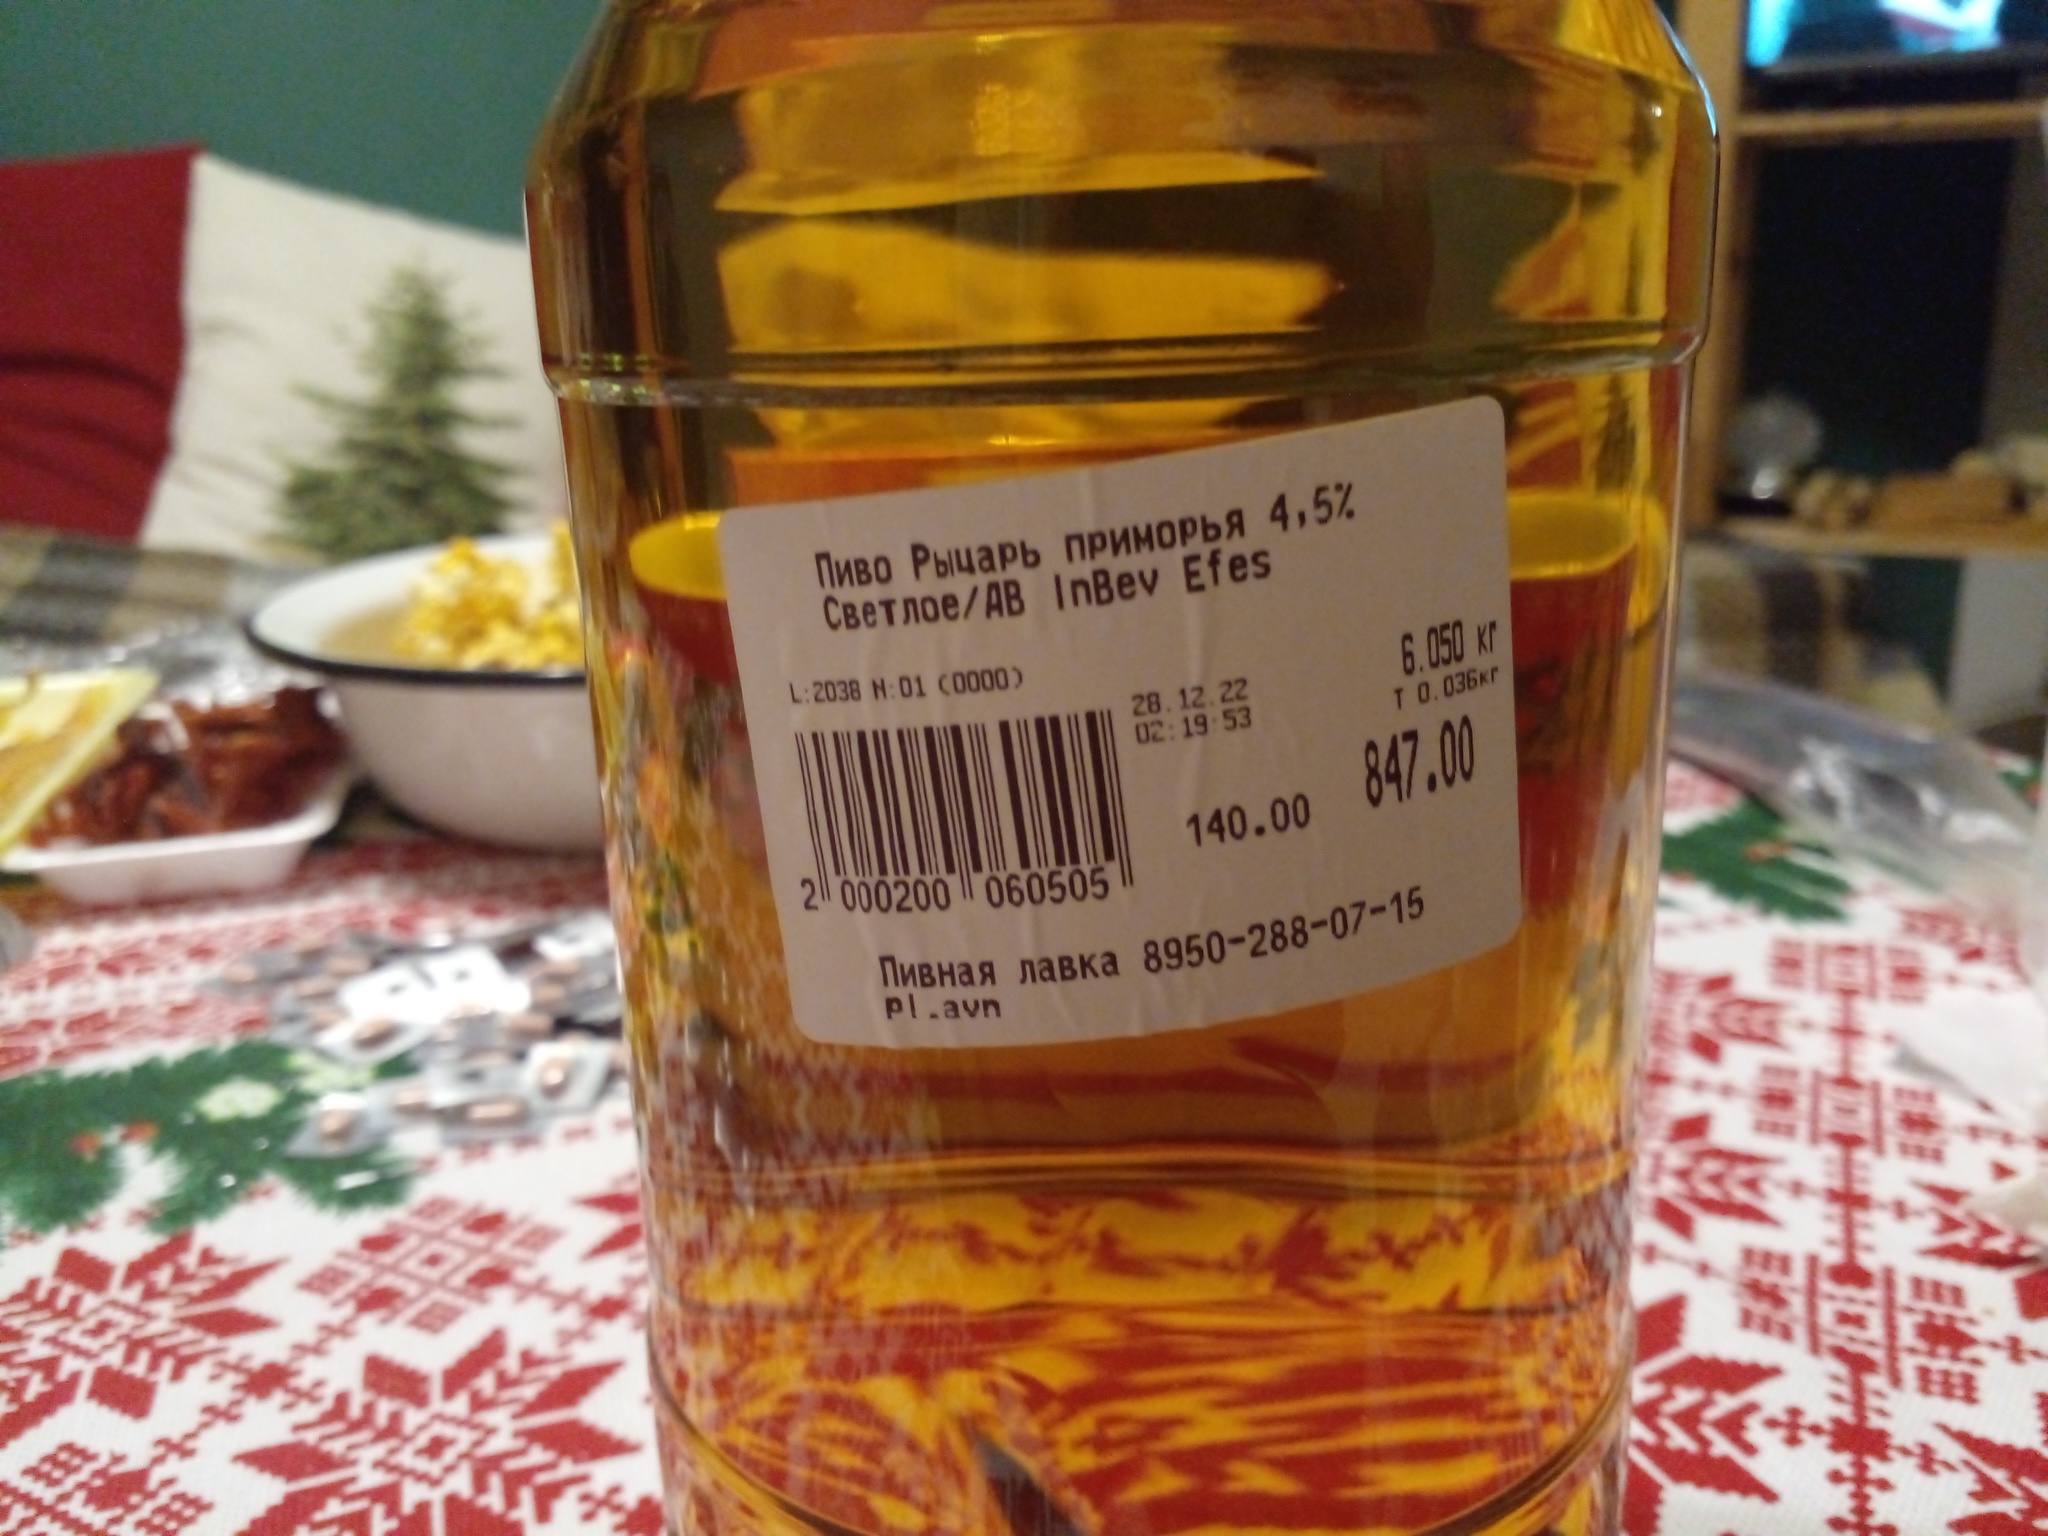 Пиво Рыцарь приморья 4,5%
Светлое/АВ InBev Efes
6.050 кг
Т 0.036кг
L:2038 N:01 (0000)
28.12.22
02:19:53
847.00
140.00
2 000200 060505
Пивная лавка 8950-288-07-15